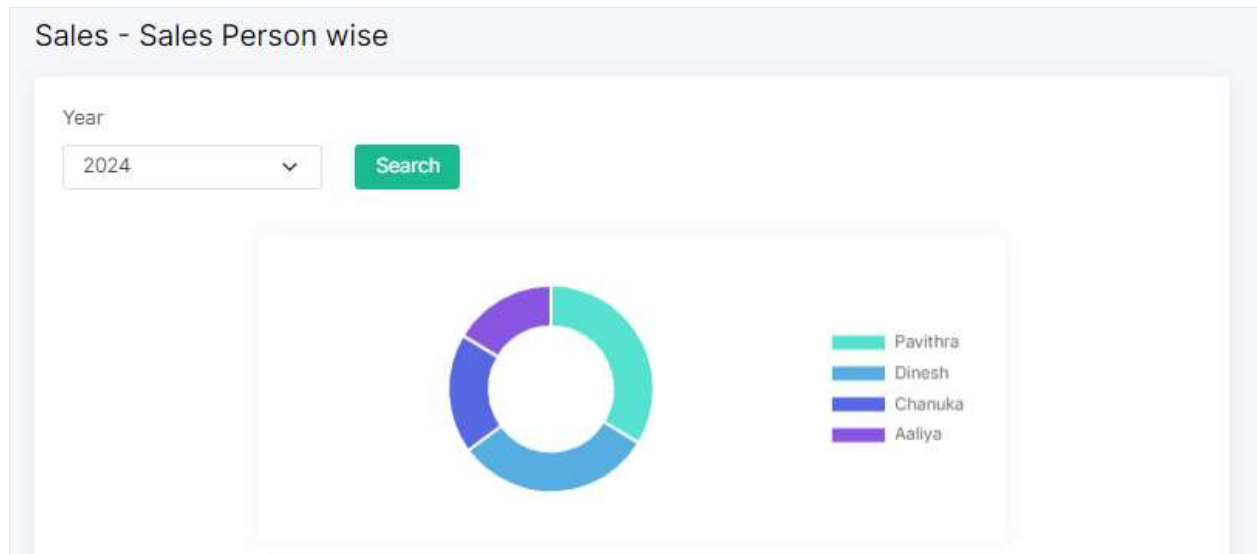 Sales - Sales Person wise
Year
2024
Search
Pavithra
Dinesh
Chanuka
Aaliya